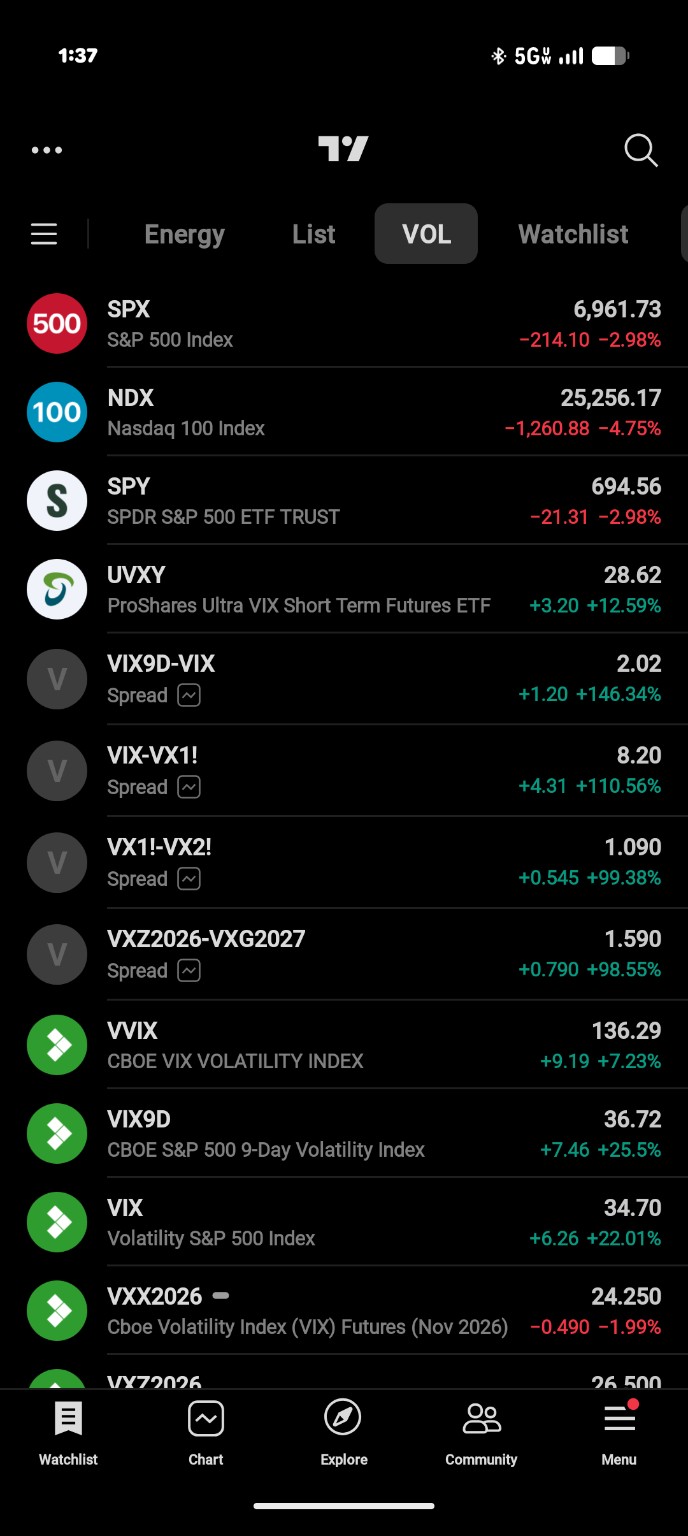 1:37
5G UW
TV
Energy List VOL Watchlist
500
SPX
6,961.73
S&P 500 Index
−214.10 −2.98%
100
NDX
25,256.17
Nasdaq 100 Index
−1,260.88 −4.75%
S
SPY
694.56
SPDR S&P 500 ETF TRUST
−21.31 −2.98%
UVXY
28.62
ProShares Ultra VIX Short Term Futures ETF
+3.20 +12.59%
V
VIX9D-VIX
2.02
Spread
+1.20 +146.34%
V
VIX-VX1!
8.20
Spread
+4.31 +110.56%
V
VX1!-VX2!
1.090
Spread
+0.545 +99.38%
V
VXZ2026-VXG2027
1.590
Spread
+0.790 +98.55%
VVIX
136.29
CBOE VIX VOLATILITY INDEX
+9.19 +7.23%
VIX9D
36.72
CBOE S&P 500 9-Day Volatility Index
+7.46 +25.5%
VIX
34.70
Volatility S&P 500 Index
+6.26 +22.01%
VXX2026
24.250
Cboe Volatility Index (VIX) Futures (Nov 2026)
−0.490 −1.99%
VXZ2026
26.500
Watchlist Chart Explore Community Menu